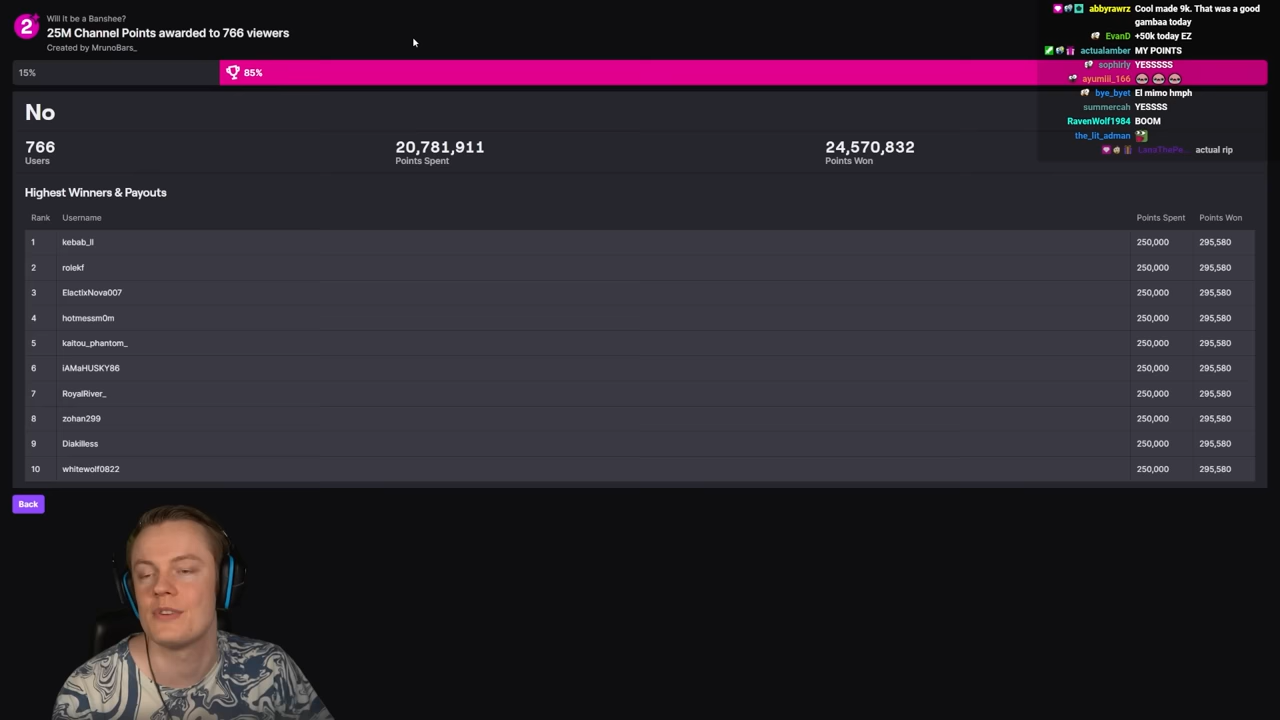 2
Will it be a Banshee?
25M Channel Points awarded to 766 viewers
Created by MrunoBars_
15%
85%
No
766
Users
20,781,911
Points Spent
24,570,832
Points Won
Highest Winners & Payouts
Rank Username Points Spent Points Won
1 kebab_ll 250,000 295,580
2 rolekf 250,000 295,580
3 ElactixNova007 250,000 295,580
4 hotmessm0m 250,000 295,580
5 kaitou_phantom_ 250,000 295,580
6 iAMaHUSKY86 250,000 295,580
7 RoyalRiver_ 250,000 295,580
8 zohan299 250,000 295,580
9 Diakilless 250,000 295,580
10 whitewolf0822 250,000 295,580
Back
abbyrawrz Cool made 9k. That was a good
gambaa today
EvanD +50k today EZ
actualamber MY POINTS
sophirly YESSSSS
ayumiii_166
bye_byet El mimo hmph
summercah YESSSS
RavenWolf1984 BOOM
the_lit_adman
actual rip